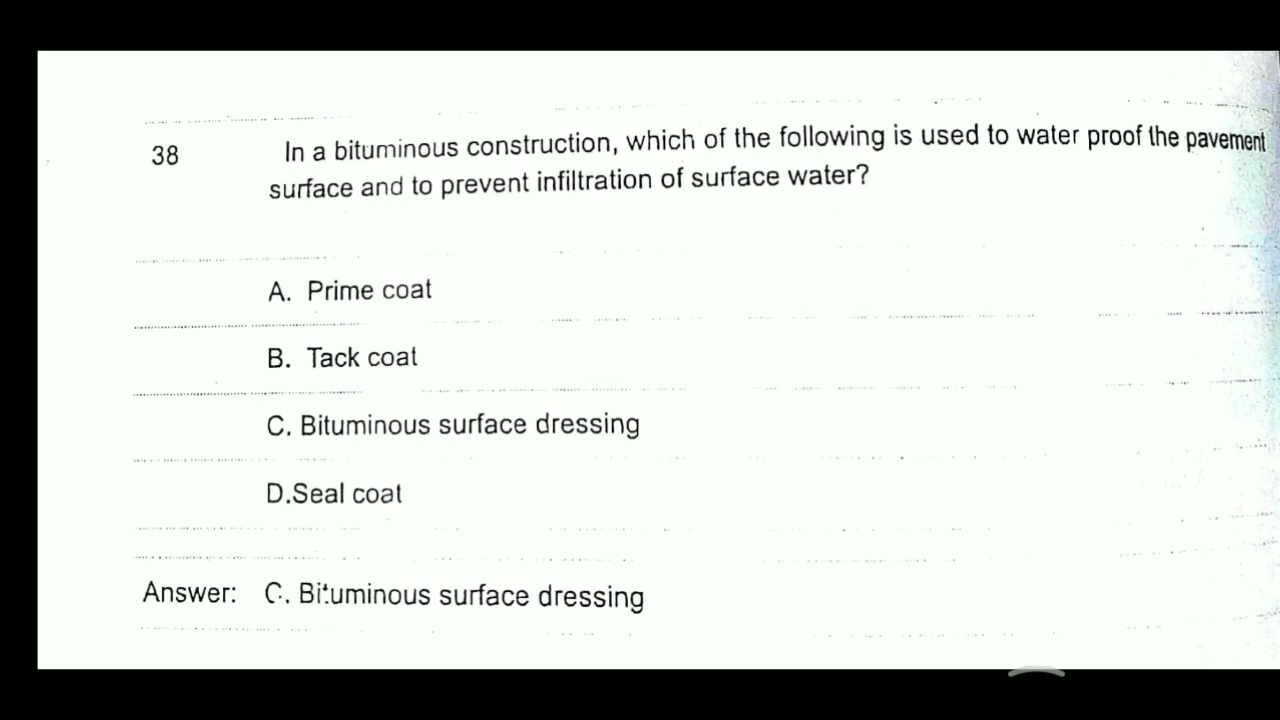 38 In a bituminous construction, which of the following is used to water proof the pavement
surface and to prevent infiltration of surface water?
A. Prime coat
B. Tack coat
C. Bituminous surface dressing
D.Seal coat
Answer: C. Bituminous surface dressing